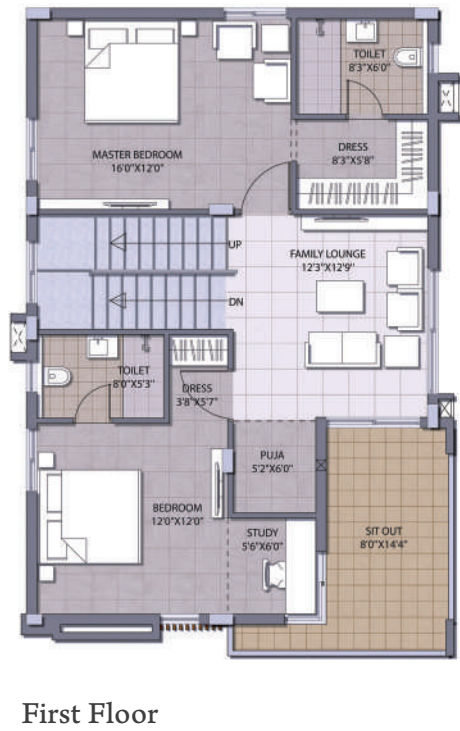 TOILET
8'3"X6'0"
DRESS
8'3"X5'8"
MASTER BEDROOM
16'0"X12'0"
UP
FAMILY LOUNGE
12'3"X12'9"
DN
TOILET
8'0"X5'3"
DRESS
3'8"X5'7"
PUJA
5'2"X6'0"
BEDROOM
12'0"X12'0"
STUDY
5'6"X6'0"
SIT OUT
8'0"X14'4"
First Floor